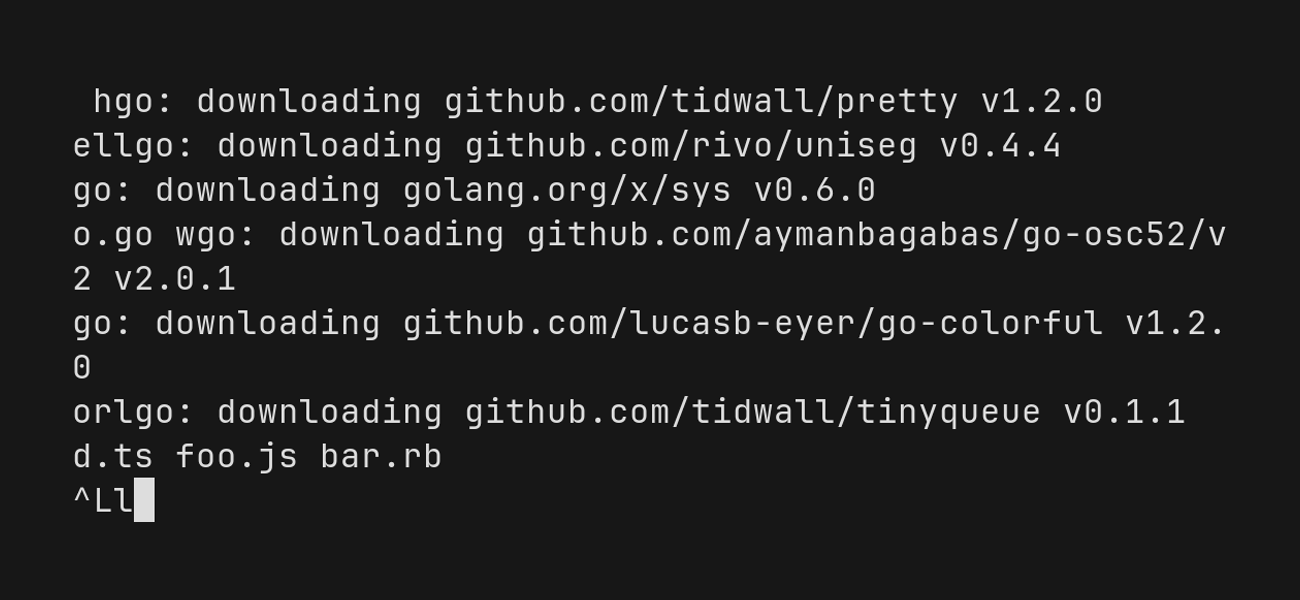 hgo: downloading github.com/tidwall/pretty v1.2.0
ellgo: downloading github.com/rivo/uniseg v0.4.4
go: downloading golang.org/x/sys v0.6.0
o.go wgo: downloading github.com/aymanbagabas/go-osc52/v
2 v2.0.1
go: downloading github.com/lucasb-eyer/go-colorful v1.2.
0
orlgo: downloading github.com/tidwall/tinyqueue v0.1.1
d.ts foo.js bar.rb
^Ll